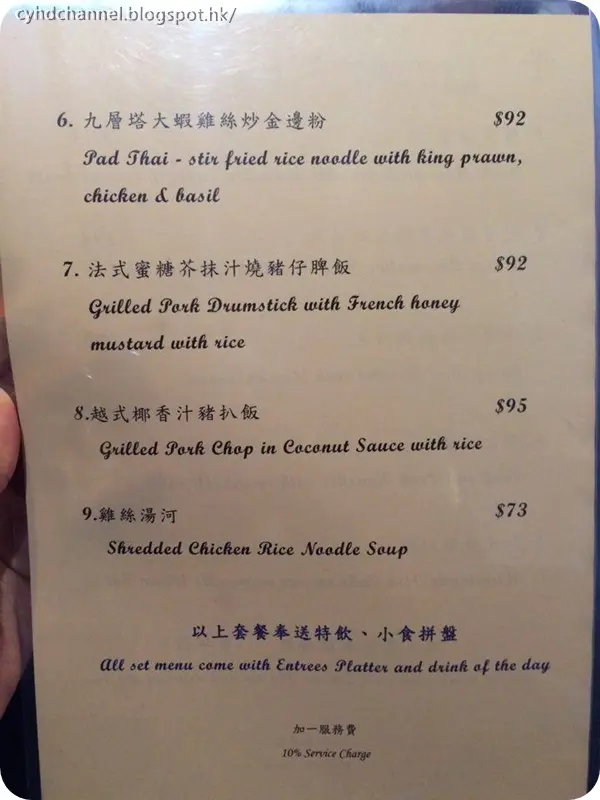 cyhdchannel.blogspot.hk/
6. 九層塔大蝦雞絲炒金邊粉 $92
Pad Thai - stir fried rice noodle with king prawn,
chicken & basil
7. 法式蜜糖芥抹汁燒豬仔脾飯 $92
Grilled Pork Drumstick with French honey
mustard with rice
8.越式椰香汁豬扒飯 $95
Grilled Pork Chop in Coconut Sauce with rice
9.雞絲湯河 $73
Shredded Chicken Rice Noodle Soup
以上套餐奉送特飲、小食拼盤
All set menu come with Entrees Platter and drink of the day
加一服務費
10% Service Charge